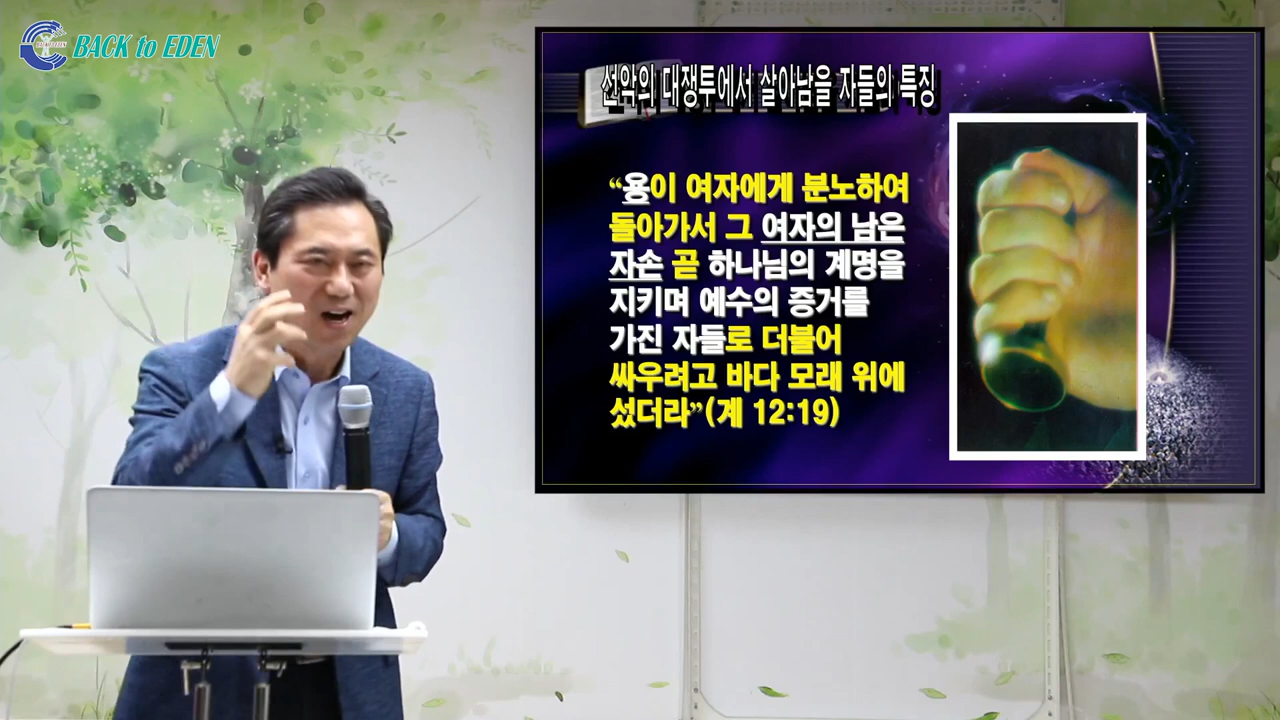 BACK to EDEN
선악의 대쟁투에서 살아남을 자들의 특징
“용이 여자에게 분노하여
돌아가서 그 여자의 남은
자손 곧 하나님의 계명을
지키며 예수의 증거를
가진 자들로 더불어
싸우려고 바다 모래 위에
섰더라”(계 12:19)